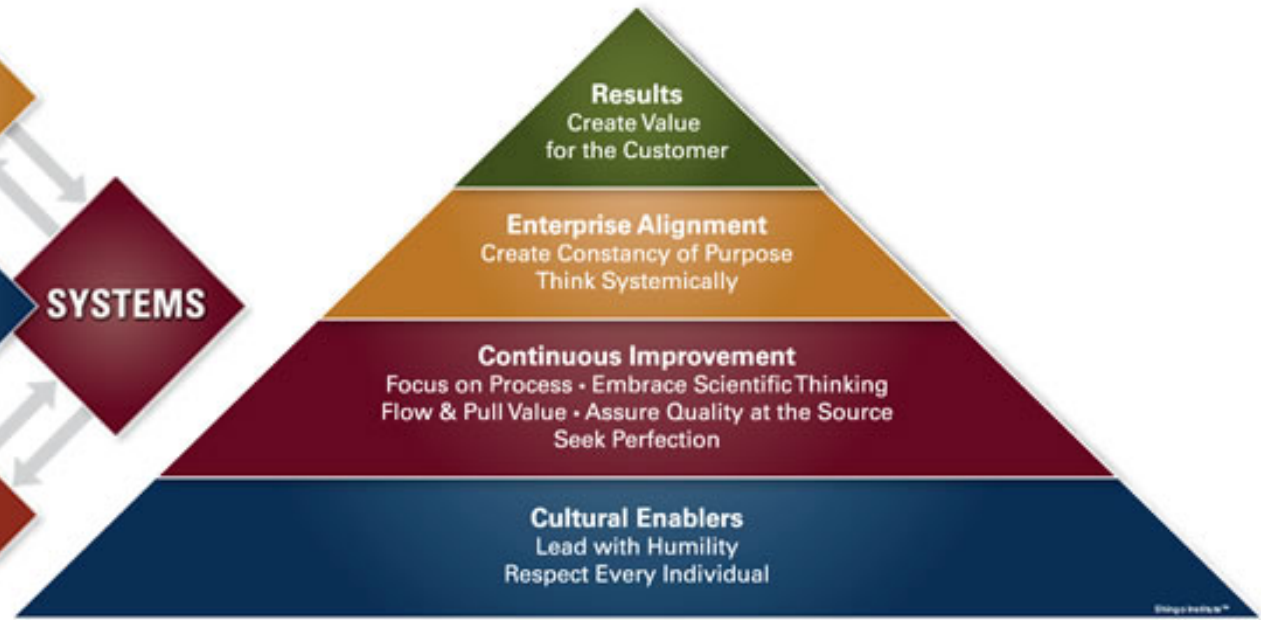 Results
Create Value
for the Customer
Enterprise Alignment
Create Constancy of Purpose
Think Systemically
SYSTEMS
Continuous Improvement
Focus on Process • Embrace Scientific Thinking
Flow & Pull Value • Assure Quality at the Source
Seek Perfection
Cultural Enablers
Lead with Humility
Respect Every Individual
Shingo Institute™